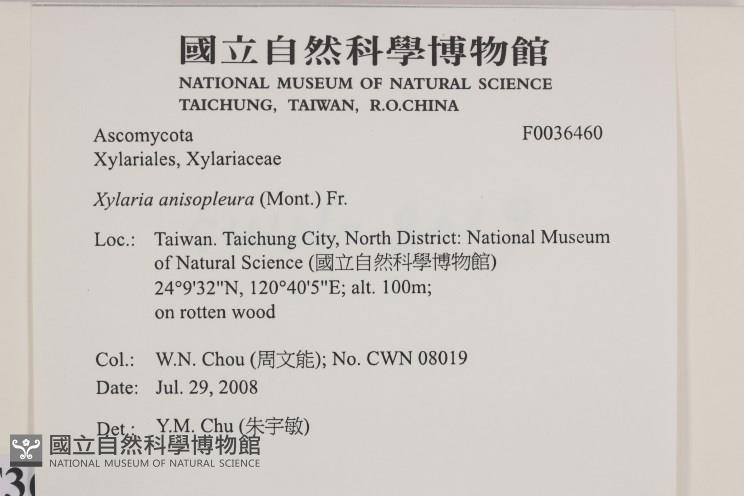 國立自然科學博物館
NATIONAL MUSEUM OF NATURAL SCIENCE
TAICHUNG, TAIWAN, R.O.CHINA
Ascomycota F0036460
Xylariales, Xylariaceae
Xylaria anisopleura (Mont.) Fr.
Loc.: Taiwan. Taichung City, North District: National Museum
of Natural Science (國立自然科學博物館)
24°9'32"N, 120°40'5"E; alt. 100m;
on rotten wood
Col.: W.N. Chou (周文能); No. CWN 08019
Date: Jul. 29, 2008
Det.: Y.M. Chu (朱宇敏)
國立自然科學博物館
NATIONAL MUSEUM OF NATURAL SCIENCE